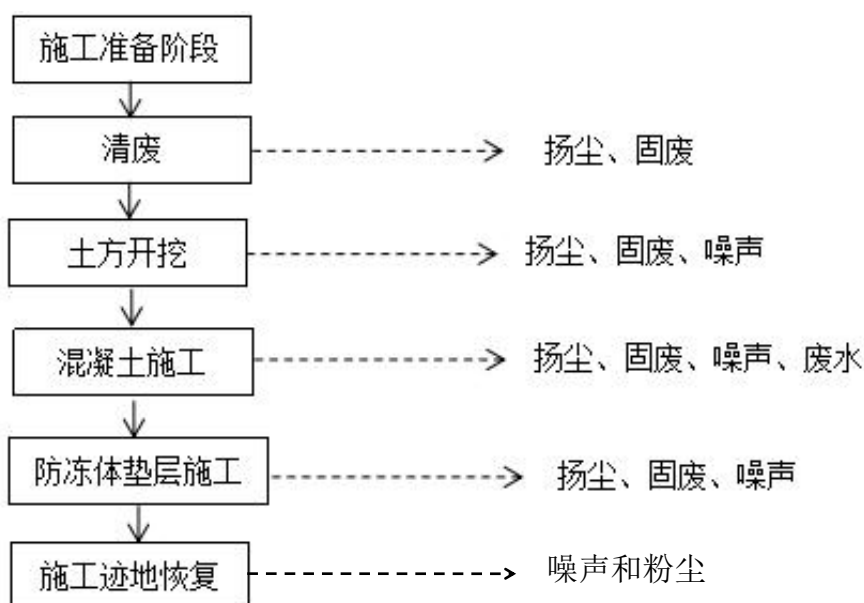 施工准备阶段
清废
扬尘、固废
土方开挖
扬尘、固废、噪声
混凝土施工
扬尘、固废、噪声、废水
防冻体垫层施工
扬尘、固废、噪声
施工迹地恢复
噪声和粉尘